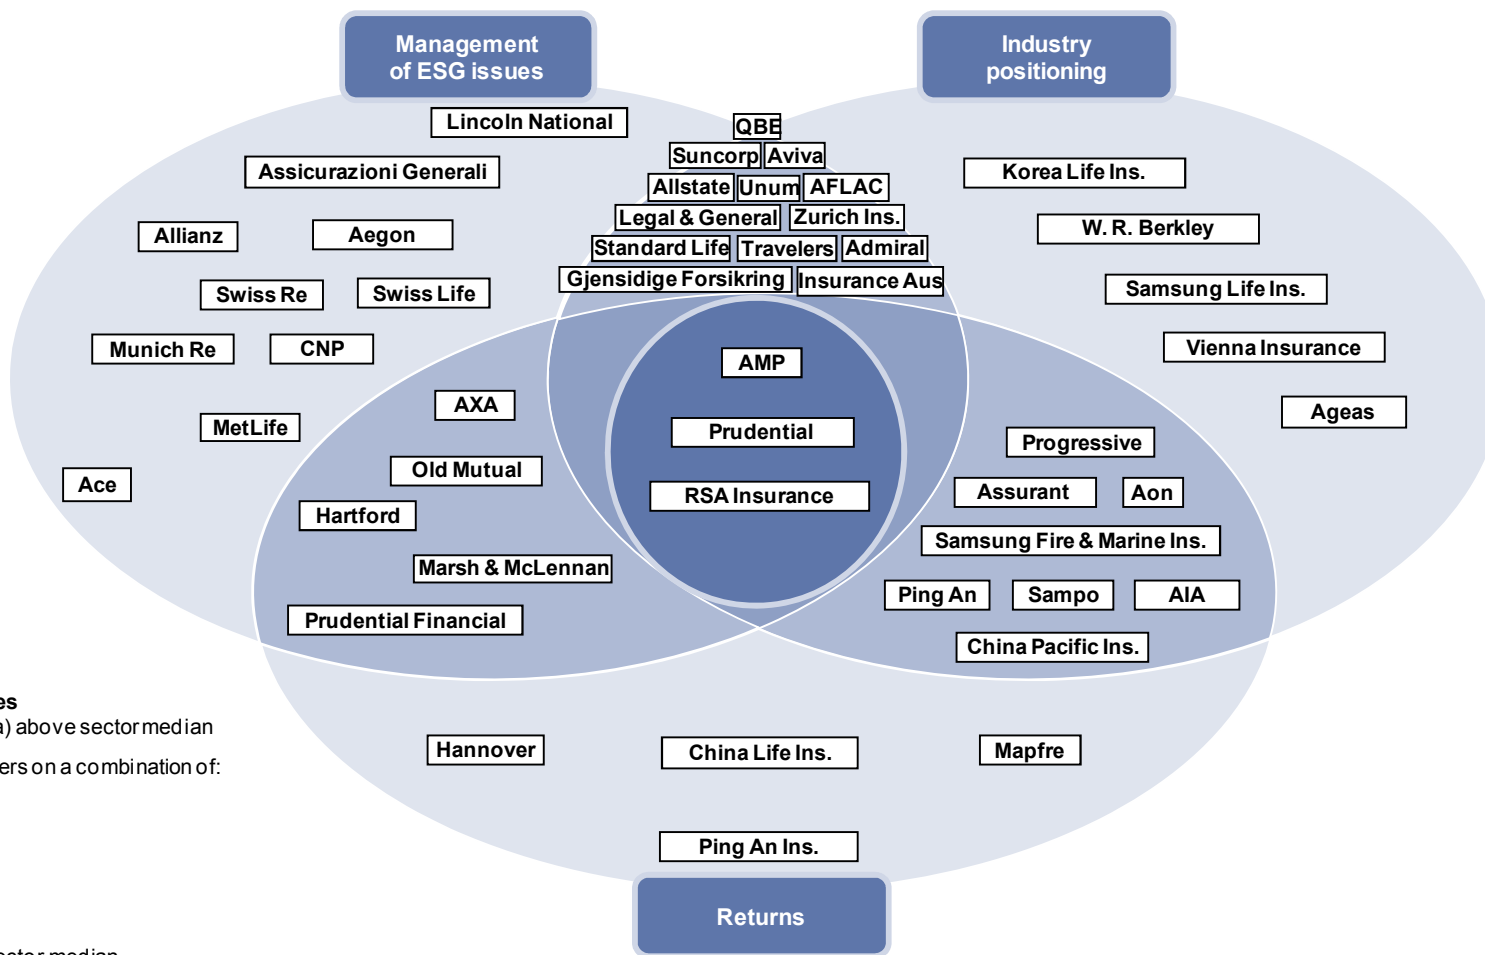 Management
of ESG issues
Industry
positioning
Lincoln National
QBE
Suncorp Aviva
Assicurazioni Generali
Korea Life Ins.
Allstate Unum AFLAC
Legal & General Zurich Ins.
W. R. Berkley
Allianz
Aegon
Standard Life Travelers Admiral
Gjensidige Forsikring Insurance Aus
Swiss Re
Swiss Life
Samsung Life Ins.
Munich Re
CNP
Vienna Insurance
AMP
AXA
Ageas
MetLife
Prudential
Progressive
Old Mutual
Ace
RSA Insurance
Assurant
Aon
Hartford
Samsung Fire & Marine Ins.
Marsh & McLennan
Ping An
Sampo
AIA
Prudential Financial
China Pacific Ins.
es
a) above sector median
ers on a combination of:
Hannover
China Life Ins.
Mapfre
Ping An Ins.
Returns